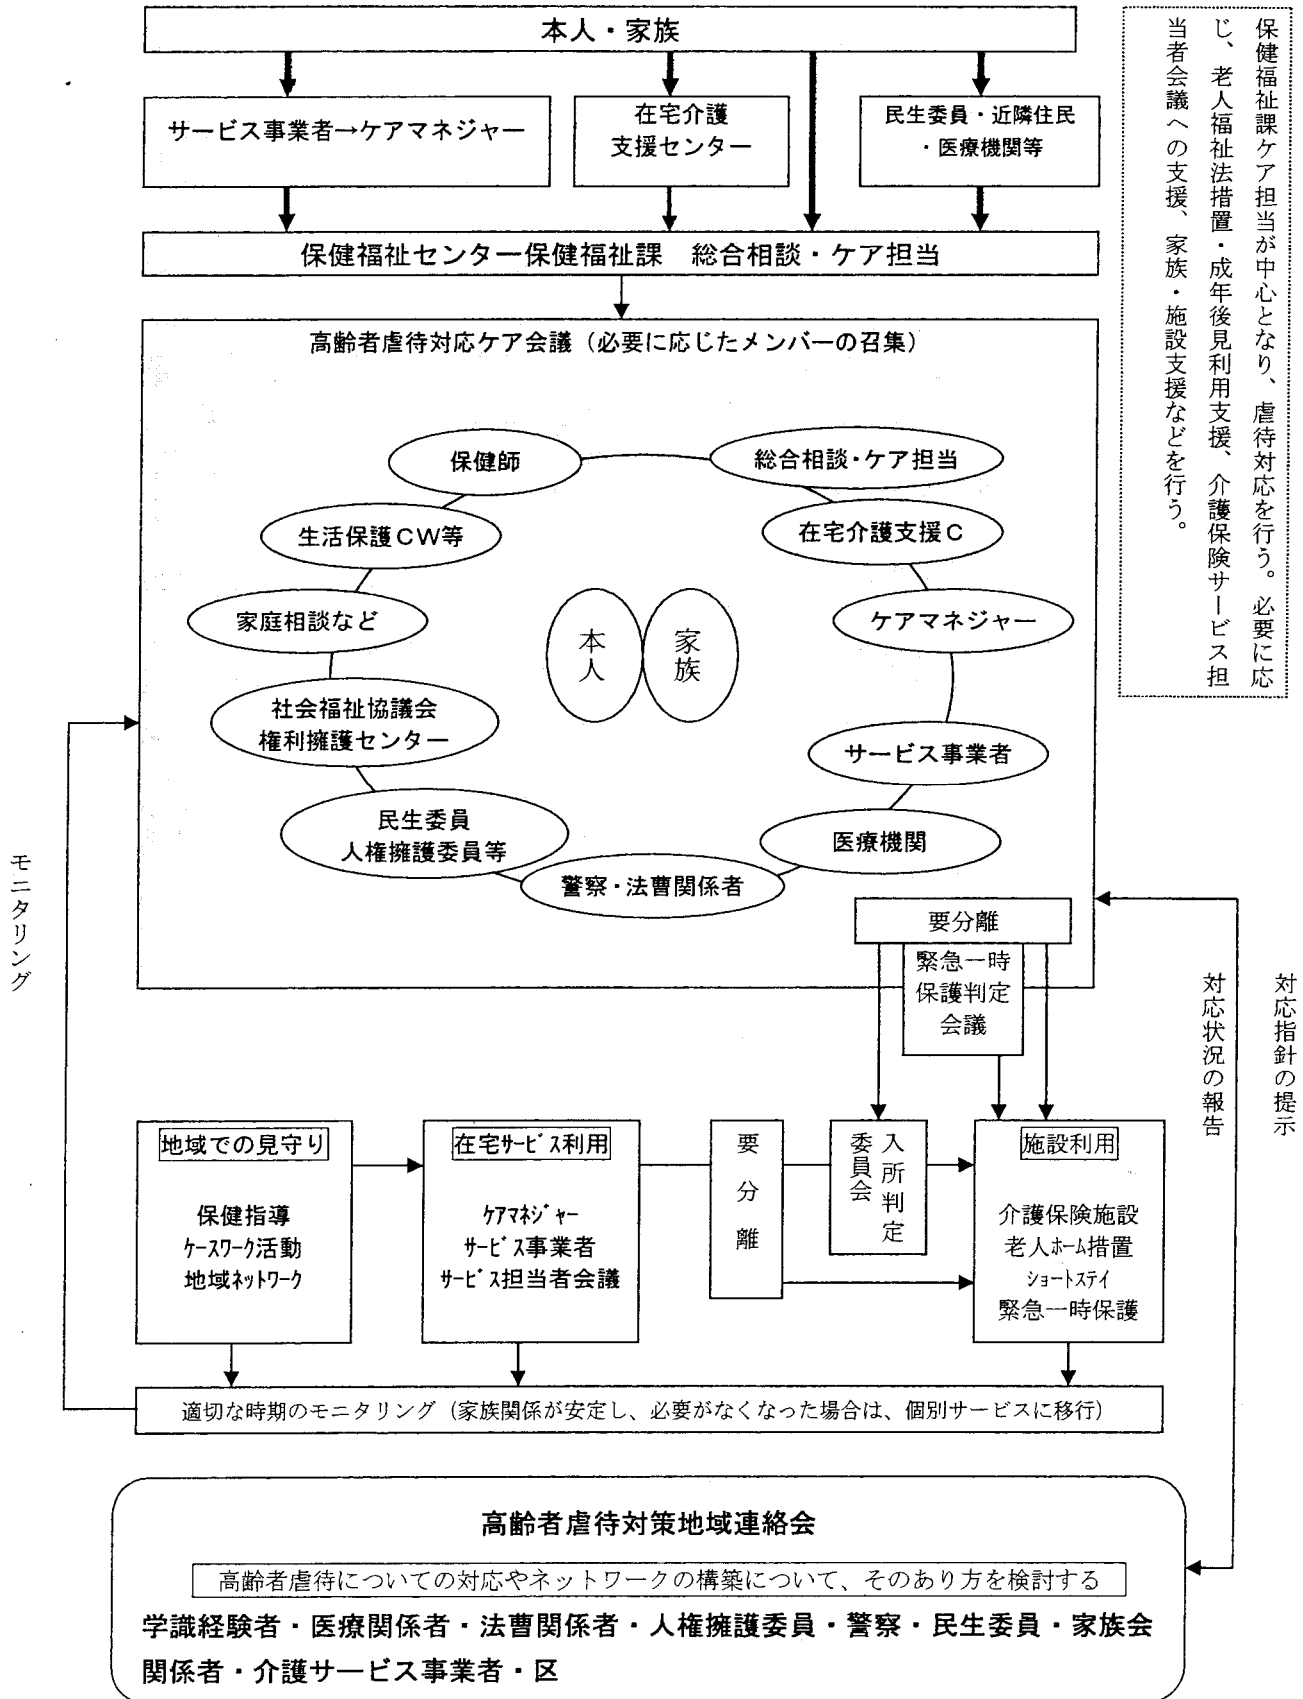 本人・家族
サービス事業者→ケアマネジャー
在宅介護
支援センター
民生委員・近隣住民
・医療機関等
保健福祉センター保健福祉課　総合相談・ケア担当
保健福祉課ケア担当が中心となり、虐待対応を行う。必要に応
じ、老人福祉法措置・成年後見利用支援、介護保険サービス担
当者会議への支援、家族・施設支援などを行う。
高齢者虐待対応ケア会議（必要に応じたメンバーの召集）
保健師
総合相談・ケア担当
生活保護ＣＷ等
在宅介護支援Ｃ
家庭相談など
ケアマネジャー
本人
家族
社会福祉協議会
権利擁護センター
サービス事業者
民生委員
人権擁護委員等
医療機関
警察・法曹関係者
要分離
緊急一時
保護判定
会議
モニタリング
対応指針の提示
対応状況の報告
地域での見守り
保健指導
ｹｰｽﾜｰｸ活動
地域ﾈｯﾄﾜｰｸ
在宅ｻｰﾋﾞｽ利用
ｹｱﾏﾈｼﾞｬｰ
ｻｰﾋﾞｽ事業者
ｻｰﾋﾞｽ担当者会議
要分離
入所判定
委員会
施設利用
介護保険施設
老人ﾎｰﾑ措置
ｼｮｰﾄｽﾃｲ
緊急一時保護
適切な時期のモニタリング（家族関係が安定し、必要がなくなった場合は、個別サービスに移行）
高齢者虐待対策地域連絡会
高齢者虐待についての対応やネットワークの構築について、そのあり方を検討する
学識経験者・医療関係者・法曹関係者・人権擁護委員・警察・民生委員・家族会
関係者・介護サービス事業者・区